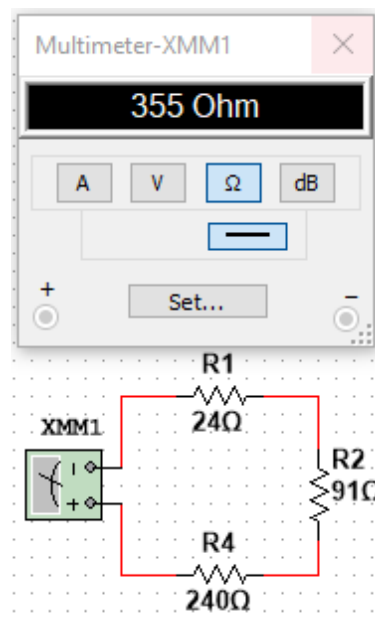 Multimeter-XMM1
355 Ohm
A V Ω dB
+ Set... -
R1
24Ω
XMM1
R2
91Ω
R4
240Ω